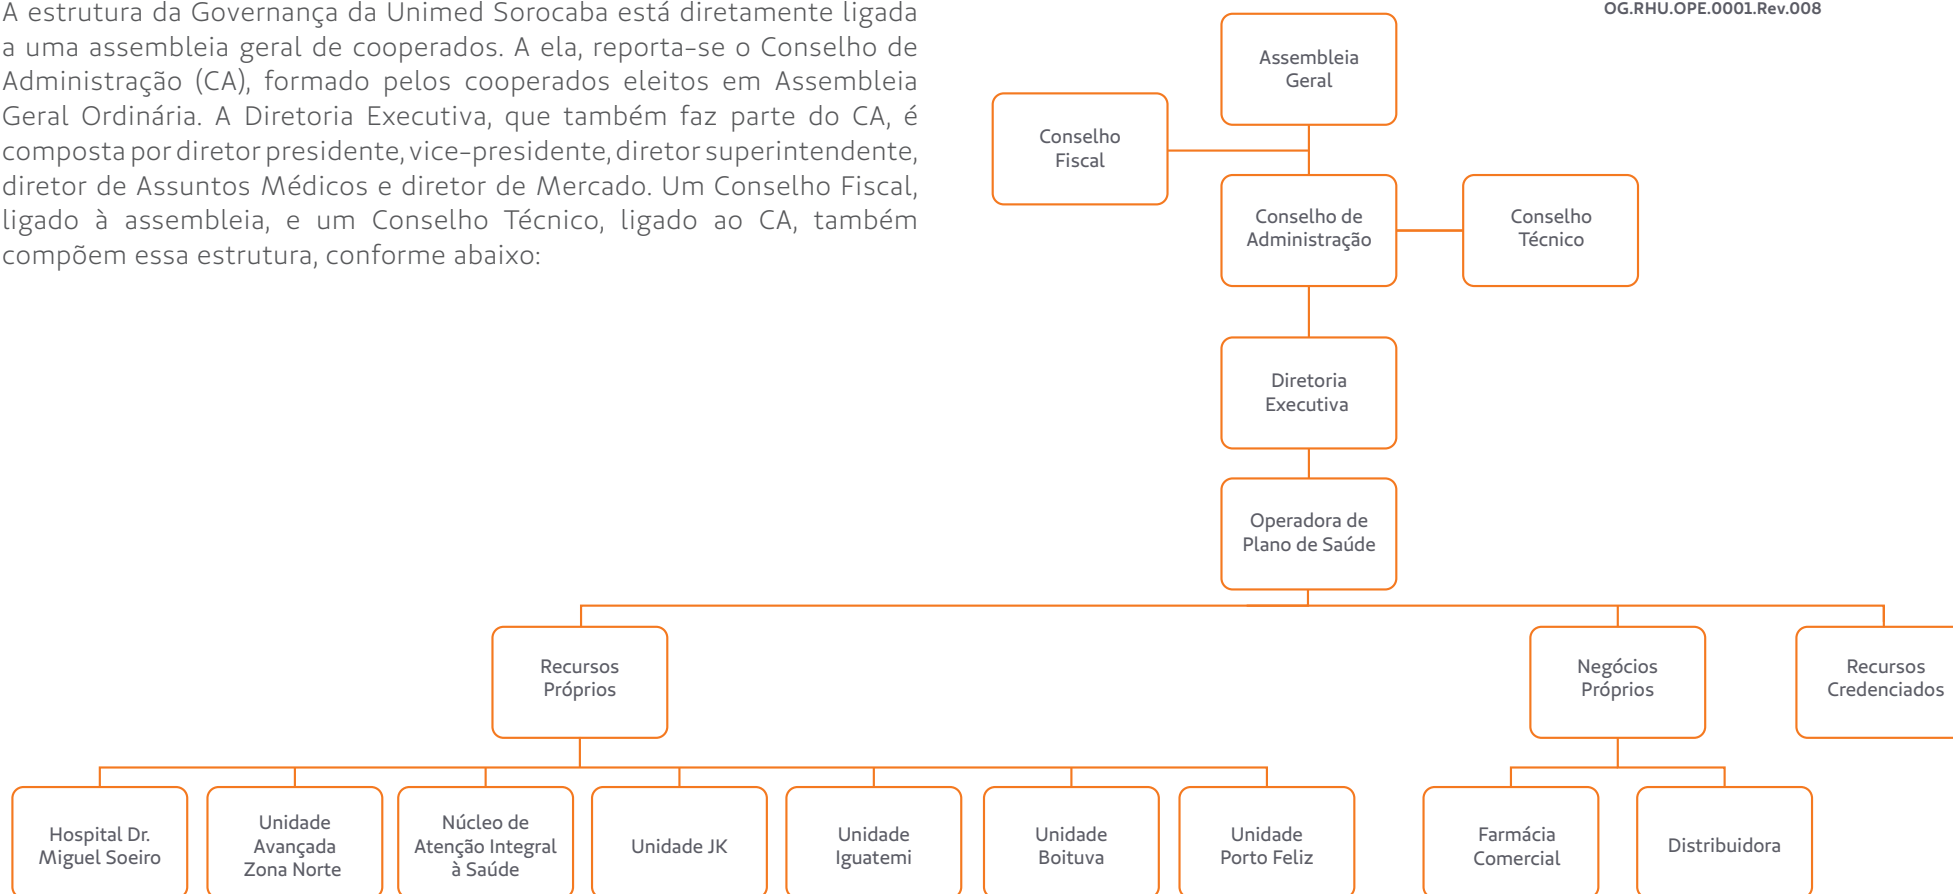 A estrutura da Governança da Unimed Sorocaba está diretamente ligada
a uma assembleia geral de cooperados. A ela, reporta-se o Conselho de
Administração (CA), formado pelos cooperados eleitos em Assembleia
Geral Ordinária. A Diretoria Executiva, que também faz parte do CA, é
composta por diretor presidente, vice-presidente, diretor superintendente,
diretor de Assuntos Médicos e diretor de Mercado. Um Conselho Fiscal,
ligado à assembleia, e um Conselho Técnico, ligado ao CA, também
compõem essa estrutura, conforme abaixo:
OG.RHU.OPE.0001.Rev.008
Assembleia
Geral
Conselho
Fiscal
Conselho de
Administração
Conselho
Técnico
Diretoria
Executiva
Operadora de
Plano de Saúde
Recursos
Próprios
Negócios
Próprios
Recursos
Credenciados
Hospital Dr.
Miguel Soeiro
Unidade
Avançada
Zona Norte
Núcleo de
Atenção Integral
à Saúde
Unidade JK
Unidade
Iguatemi
Unidade
Boituva
Unidade
Porto Feliz
Farmácia
Comercial
Distribuidora